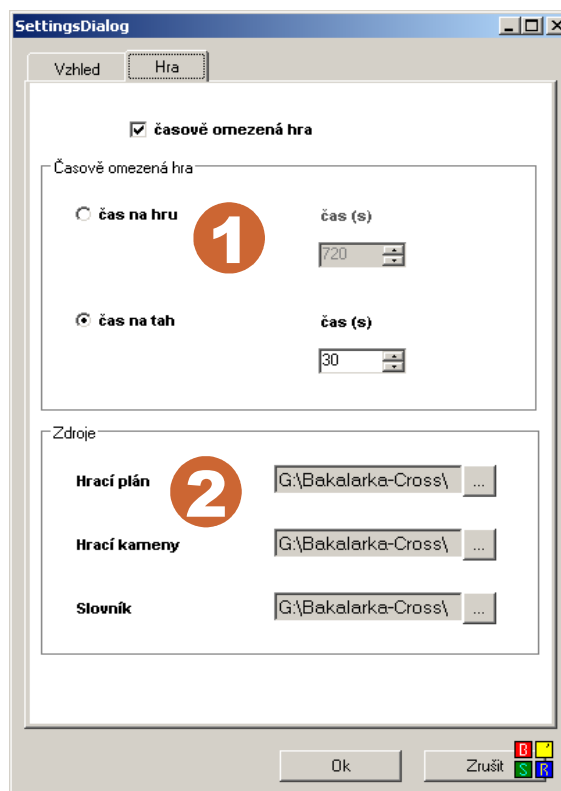 SettingsDialog
Vzhled Hra
časově omezená hra
Časově omezená hra
čas na hru 1 čas (s)
720
čas na tah čas (s)
30
Zdroje
Hrací plán 2 G:\Bakalarka-Cross\ ...
Hrací kameny G:\Bakalarka-Cross\ ...
Slovník G:\Bakalarka-Cross\ ...
Ok Zrušit
B '
S R